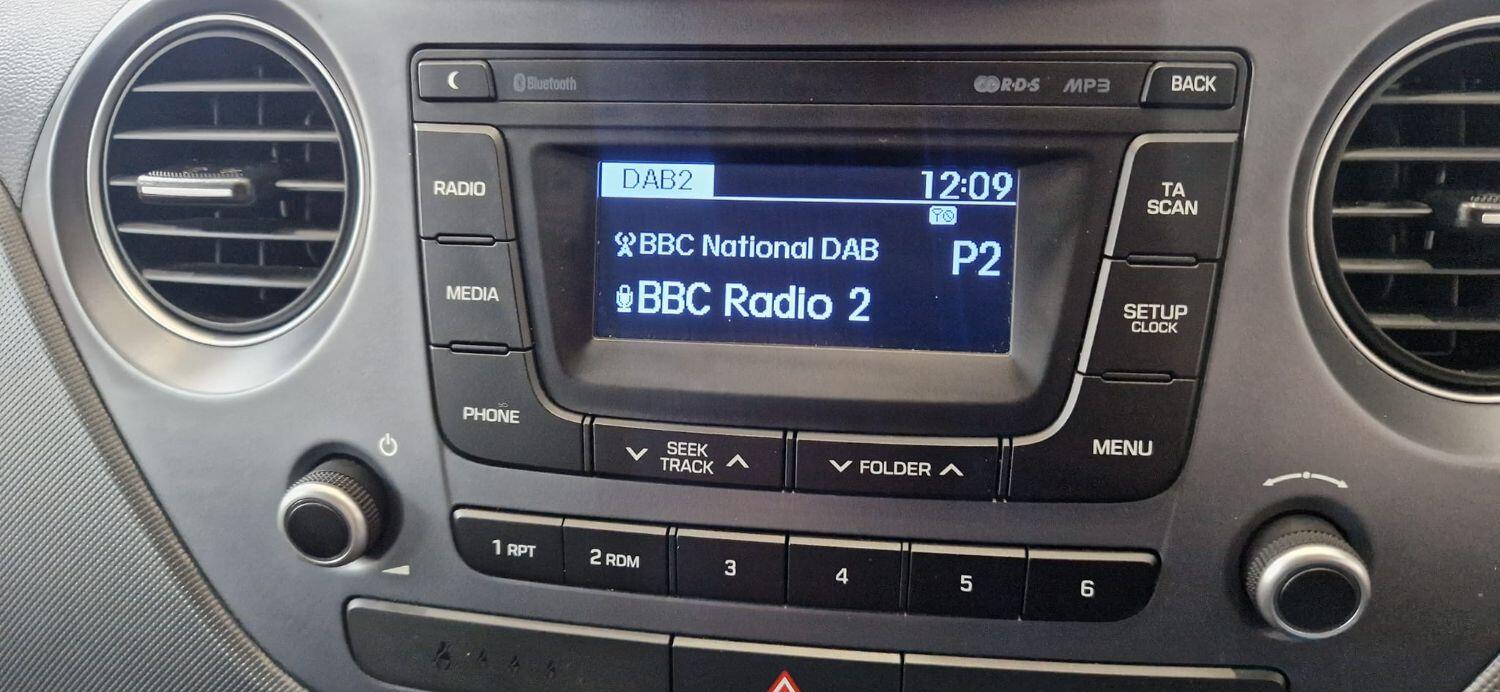 Bluetooth
R·D·S
MP3
BACK
RADIO
MEDIA
PHONE
DAB2
12:09
BBC National DAB
P2
BBC Radio 2
TA
SCAN
SETUP
CLOCK
MENU
SEEK
TRACK
FOLDER
1 RPT
2 RDM
3
4
5
6